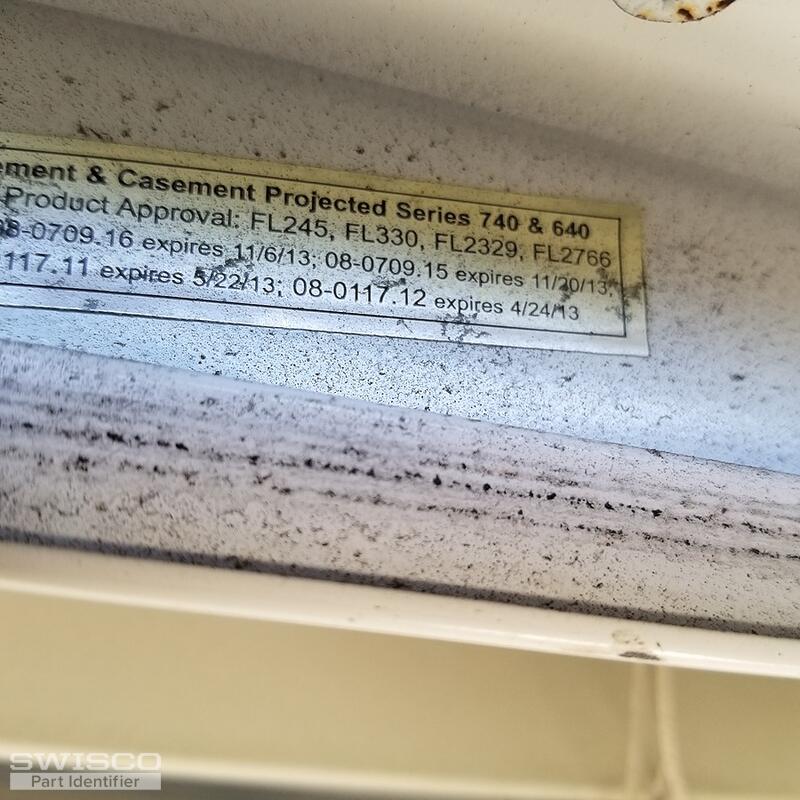 ement & Casement Projected Series 740 & 640
Product Approval: FL245, FL330, FL2329, FL2766
08-0709.16 expires 11/6/13; 08-0709.15 expires 11/20/13;
117.11 expires 5/22/13; 08-0117.12 expires 4/24/13
SWISCO
Part Identifier